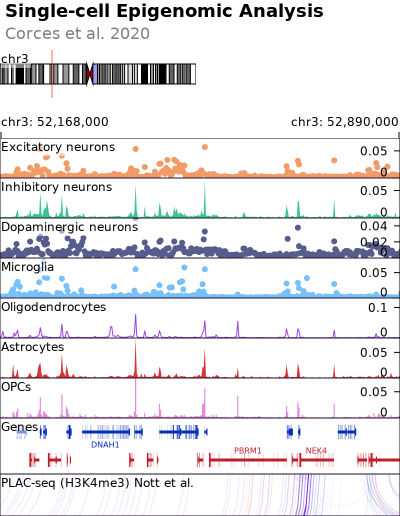 Single-cell Epigenomic Analysis
Corces et al. 2020
chr3
chr3: 52,168,000 chr3: 52,890,000
Excitatory neurons 0.05 0
Inhibitory neurons 0.05 0
Dopaminergic neurons 0.04 0.02 0
Microglia 0.05 0
Oligodendrocytes 0.1 0
Astrocytes 0.05 0
OPCs 0.05 0
Genes
DNAH1
PBRM1 NEK4
PLAC-seq (H3K4me3) Nott et al.